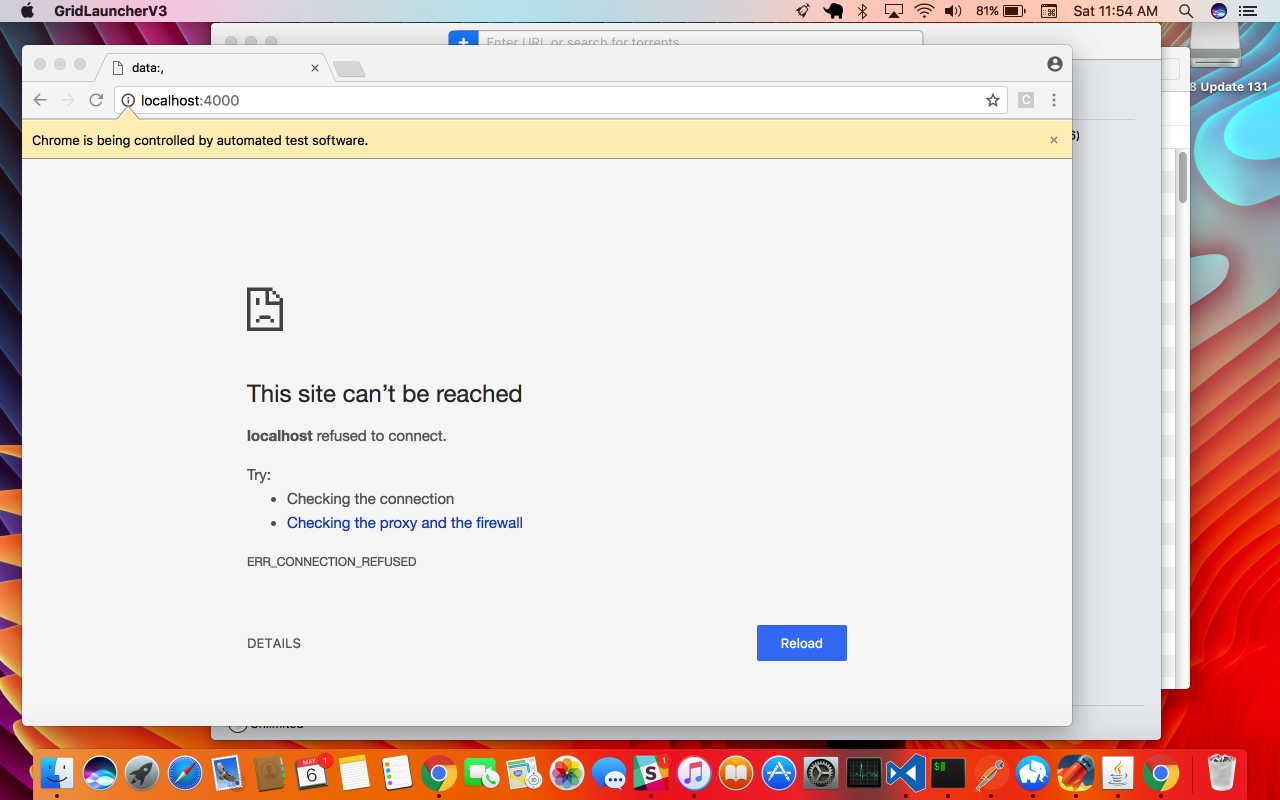 GridLauncherV3
81%
Sat 11:54 AM
Enter URL or search for torrents
data:,
8 Update 131
localhost:4000
C
Chrome is being controlled by automated test software.
This site can't be reached
localhost refused to connect.
Try:
Checking the connection
Checking the proxy and the firewall
ERR_CONNECTION_REFUSED
DETAILS
Reload
Unlimited
MAY
6
1
1
30
$